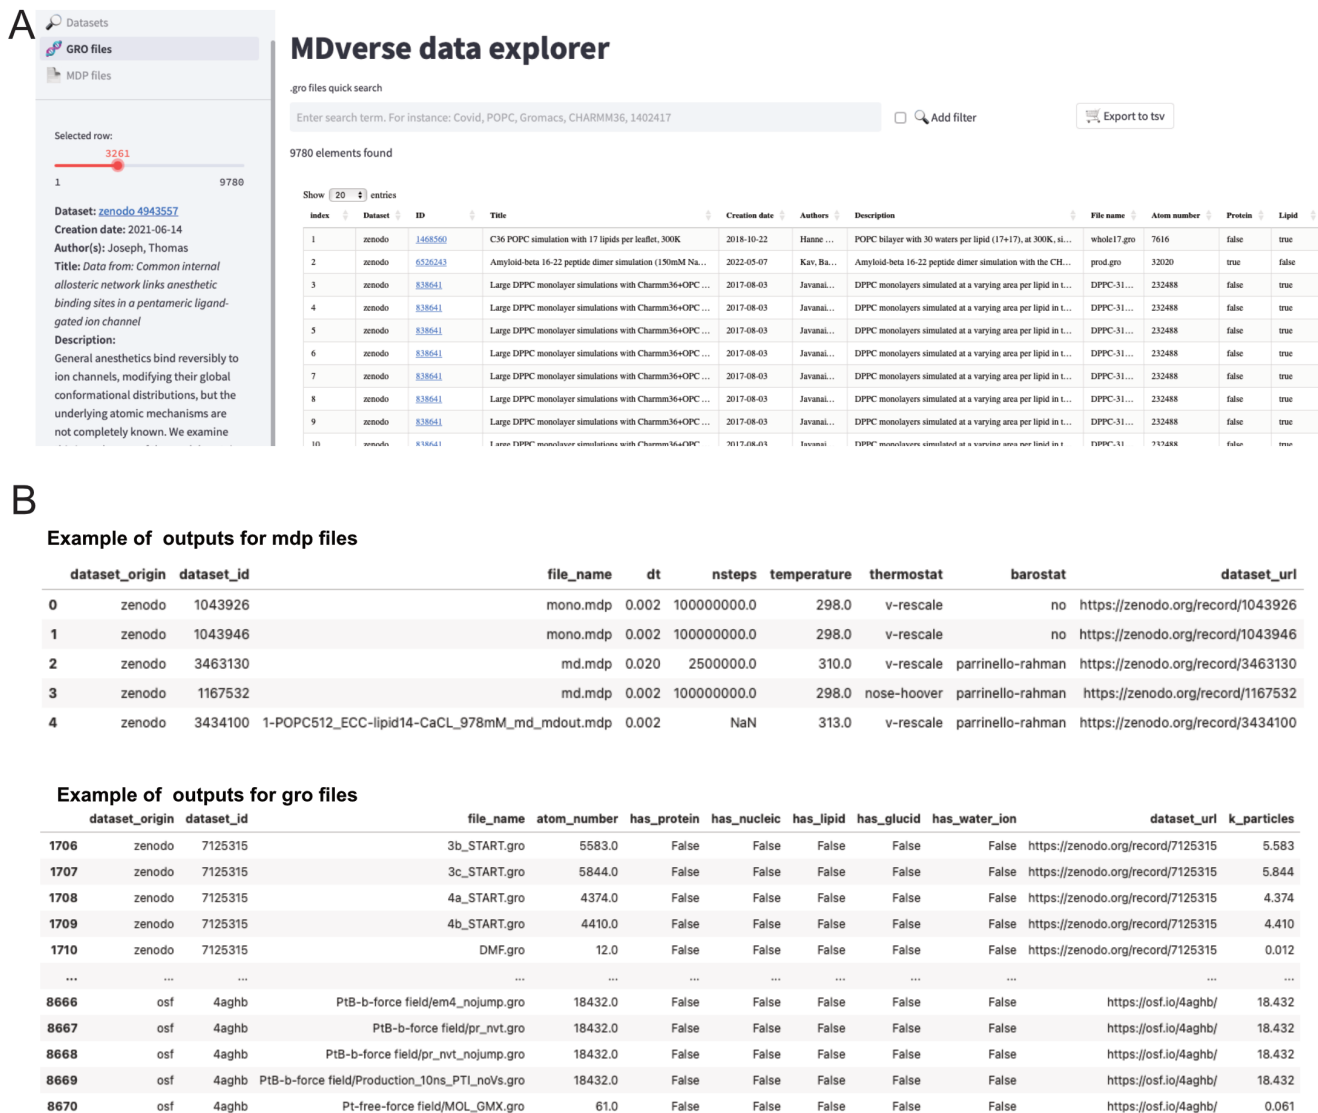 A
Datasets
GRO files
MDP files
Selected row:
3261
1 9780
Dataset: zenodo 4943557
Creation date: 2021-06-14
Author(s): Joseph, Thomas
Title: Data from: Common internal
allosteric network links anesthetic
binding sites in a pentameric ligand-
gated ion channel
Description:
General anesthetics bind reversibly to
ion channels, modifying their global
conformational distributions, but the
underlying atomic mechanisms are
not completely known. We examine
MDverse data explorer
.gro files quick search
Enter search term. For instance: Covid, POPC, Gromacs, CHARMM36, 1402417
Add filter
Export to tsv
9780 elements found
Show 20 entries
index Dataset ID Title Creation date Authors Description File name Atom number Protein Lipid
1 zenodo 1468560 C36 POPC simulation with 17 lipids per leaflet, 300K 2018-10-22 Hanne ... POPC bilayer with 30 waters per lipid (17+17), at 300K, si... whole17.gro 7616 false true
2 zenodo 6526243 Amyloid-beta 16-22 peptide dimer simulation (150mM Na... 2022-05-07 Kav, Ba... Amyloid-beta 16-22 peptide dimer simulation with the CH... prod.gro 32020 true false
3 zenodo 838641 Large DPPC monolayer simulations with Charmm36+OPC ... 2017-08-03 Javanai... DPPC monolayers simulated at a varying area per lipid in t... DPPC-31... 232488 false true
4 zenodo 838641 Large DPPC monolayer simulations with Charmm36+OPC ... 2017-08-03 Javanai... DPPC monolayers simulated at a varying area per lipid in t... DPPC-31... 232488 false true
5 zenodo 838641 Large DPPC monolayer simulations with Charmm36+OPC ... 2017-08-03 Javanai... DPPC monolayers simulated at a varying area per lipid in t... DPPC-31... 232488 false true
6 zenodo 838641 Large DPPC monolayer simulations with Charmm36+OPC ... 2017-08-03 Javanai... DPPC monolayers simulated at a varying area per lipid in t... DPPC-31... 232488 false true
7 zenodo 838641 Large DPPC monolayer simulations with Charmm36+OPC ... 2017-08-03 Javanai... DPPC monolayers simulated at a varying area per lipid in t... DPPC-31... 232488 false true
8 zenodo 838641 Large DPPC monolayer simulations with Charmm36+OPC ... 2017-08-03 Javanai... DPPC monolayers simulated at a varying area per lipid in t... DPPC-31... 232488 false true
9 zenodo 838641 Large DPPC monolayer simulations with Charmm36+OPC ... 2017-08-03 Javanai... DPPC monolayers simulated at a varying area per lipid in t... DPPC-31... 232488 false true
10 zenodo 838641 Large DPPC monolayer simulations with Charmm36+OPC ... 2017-08-03 Javanai... DPPC monolayers simulated at a varying area per lipid in t... DPPC-31... 232488 false true
B
Example of outputs for mdp files
dataset_origin dataset_id file_name dt nsteps temperature thermostat barostat dataset_url
0 zenodo 1043926 mono.mdp 0.002 100000000.0 298.0 v-rescale no https://zenodo.org/record/1043926
1 zenodo 1043946 mono.mdp 0.002 100000000.0 298.0 v-rescale no https://zenodo.org/record/1043946
2 zenodo 3463130 md.mdp 0.020 2500000.0 310.0 v-rescale parrinello-rahman https://zenodo.org/record/3463130
3 zenodo 1167532 md.mdp 0.002 100000000.0 298.0 nose-hoover parrinello-rahman https://zenodo.org/record/1167532
4 zenodo 3434100 1-POPC512_ECC-lipid14-CaCL_978mM_md_mdout.mdp 0.002 NaN 313.0 v-rescale parrinello-rahman https://zenodo.org/record/3434100
Example of outputs for gro files
dataset_origin dataset_id file_name atom_number has_protein has_nucleic has_lipid has_glucid has_water_ion dataset_url k_particles
1706 zenodo 7125315 3b_START.gro 5583.0 False False False False False https://zenodo.org/record/7125315 5.583
1707 zenodo 7125315 3c_START.gro 5844.0 False False False False False https://zenodo.org/record/7125315 5.844
1708 zenodo 7125315 4a_START.gro 4374.0 False False False False False https://zenodo.org/record/7125315 4.374
1709 zenodo 7125315 4b_START.gro 4410.0 False False False False False https://zenodo.org/record/7125315 4.410
1710 zenodo 7125315 DMF.gro 12.0 False False False False False https://zenodo.org/record/7125315 0.012
... ... ... ... ... ... ... ... ... ... ... ...
8666 osf 4aghb PtB-b-force field/em4_nojump.gro 18432.0 False False False False False https://osf.io/4aghb/ 18.432
8667 osf 4aghb PtB-b-force field/pr_nvt.gro 18432.0 False False False False False https://osf.io/4aghb/ 18.432
8668 osf 4aghb PtB-b-force field/pr_nvt_nojump.gro 18432.0 False False False False False https://osf.io/4aghb/ 18.432
8669 osf 4aghb PtB-b-force field/Production_10ns_PTI_noVs.gro 18432.0 False False False False False https://osf.io/4aghb/ 18.432
8670 osf 4aghb Pt-free-force field/MOL_GMX.gro 61.0 False False False False False https://osf.io/4aghb/ 0.061